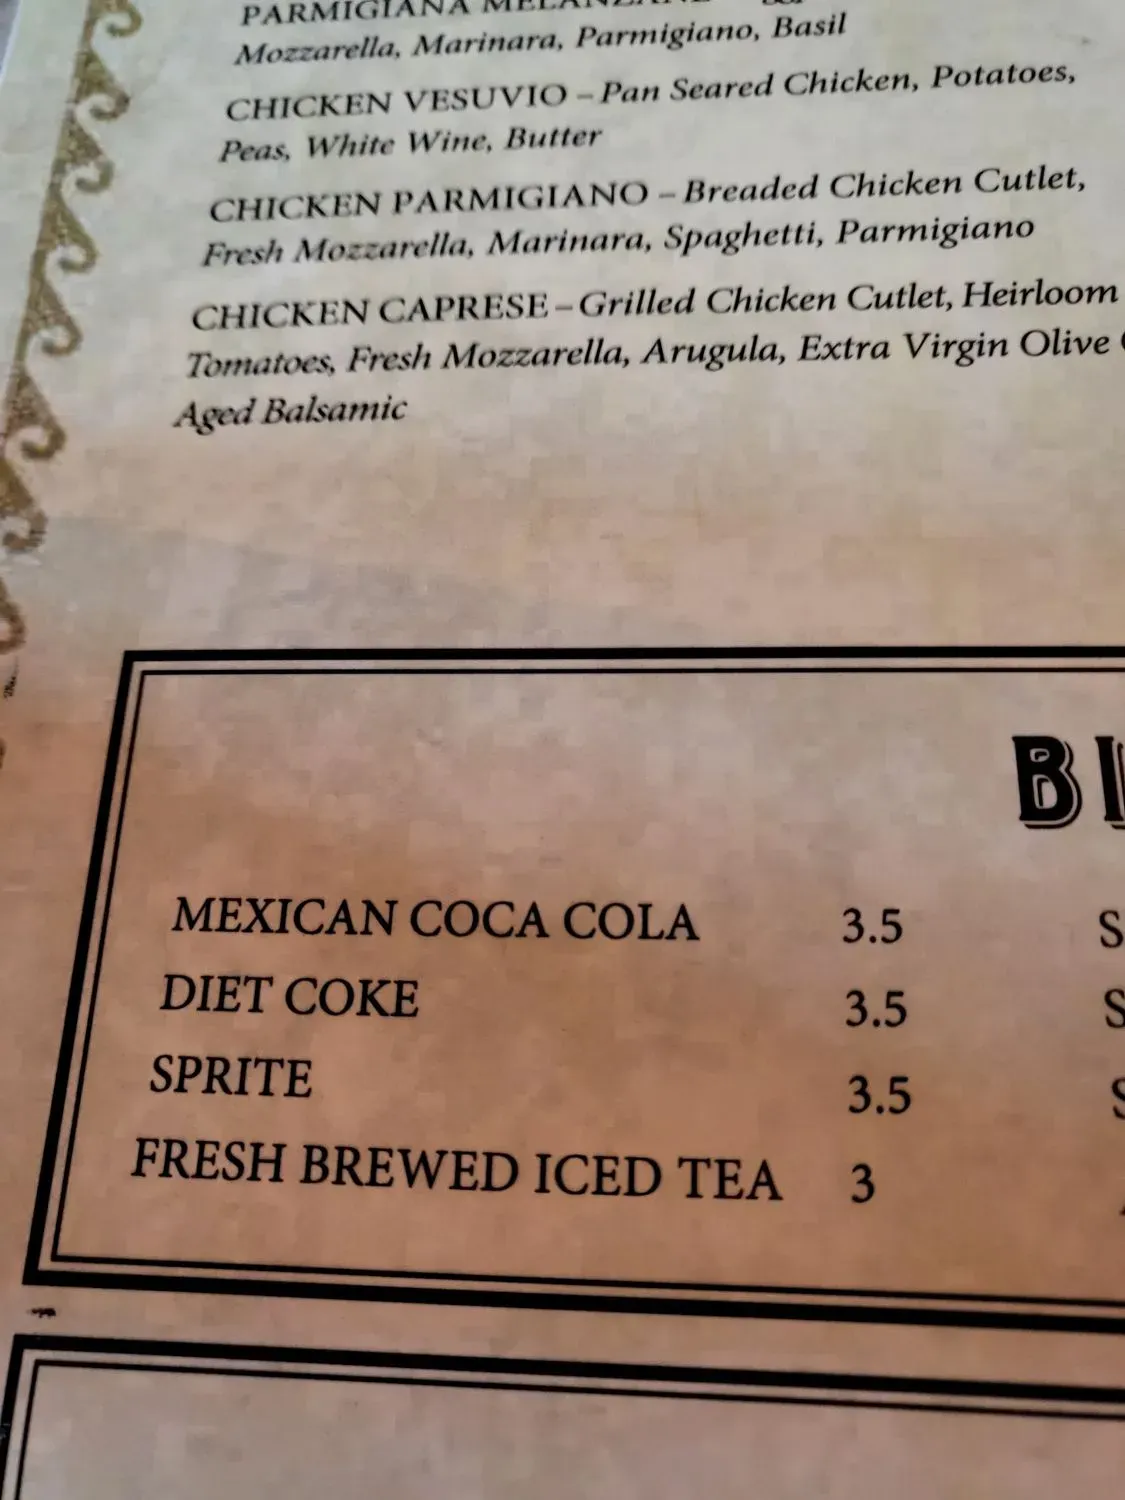 PARMIGIANA MELANZANE –
Mozzarella, Marinara, Parmigiano, Basil
CHICKEN VESUVIO – Pan Seared Chicken, Potatoes,
Peas, White Wine, Butter
CHICKEN PARMIGIANO – Breaded Chicken Cutlet,
Fresh Mozzarella, Marinara, Spaghetti, Parmigiano
CHICKEN CAPRESE – Grilled Chicken Cutlet, Heirloom
Tomatoes, Fresh Mozzarella, Arugula, Extra Virgin Olive
Aged Balsamic
MEXICAN COCA COLA 3.5 S
DIET COKE 3.5 S
SPRITE 3.5 S
FRESH BREWED ICED TEA 3